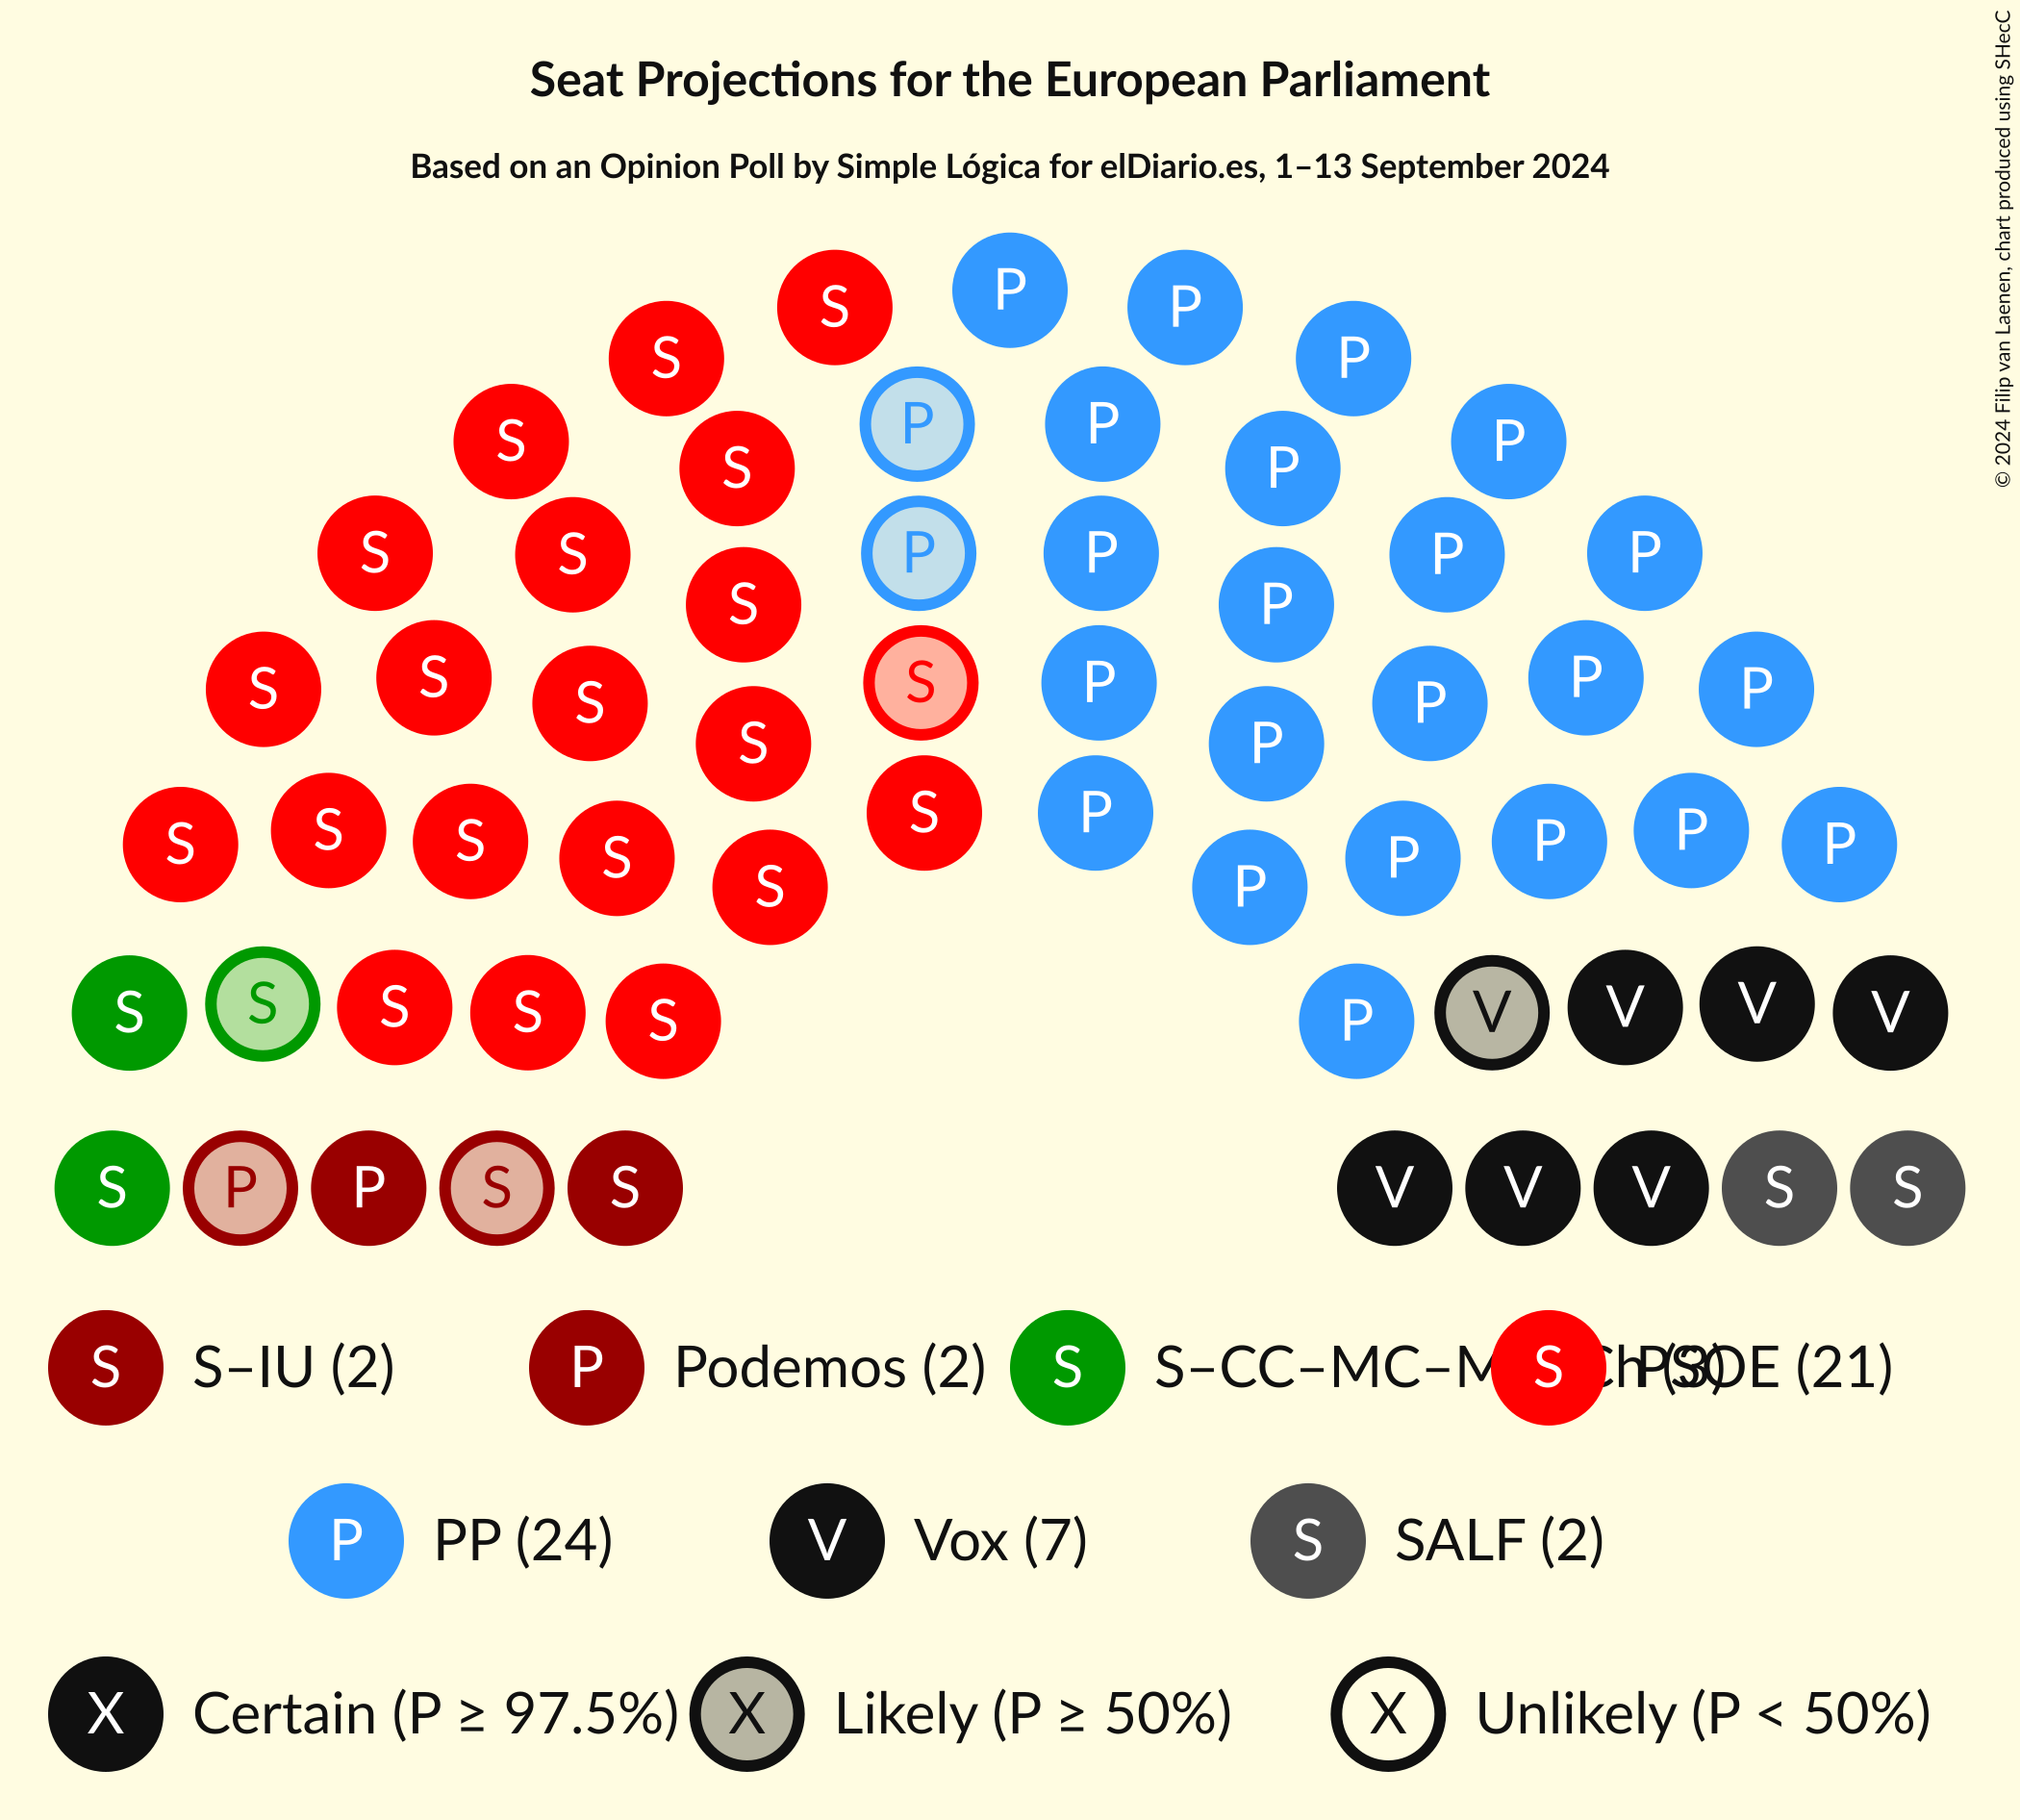 Seat Projections for the European Parliament
Based on an Opinion Poll by Simple Lógica for elDiario.es, 1–13 September 2024
© 2024 Filip van Laenen, chart produced using SHecC
S P P
S P
S P P P
S S P P
S S P P P
S P
S S P P
S S S P P P
S S
S S S S P P P P
S P
S S P P
S S S S S V V V V
S P
S P P S S V V V S S
S S–IU (2) P Podemos (2) S S–CC–MC–M S PSOE (21)
P PP (24) V Vox (7) S SALF (2)
X Certain (P ≥ 97.5%) X Likely (P ≥ 50%) X Unlikely (P < 50%)